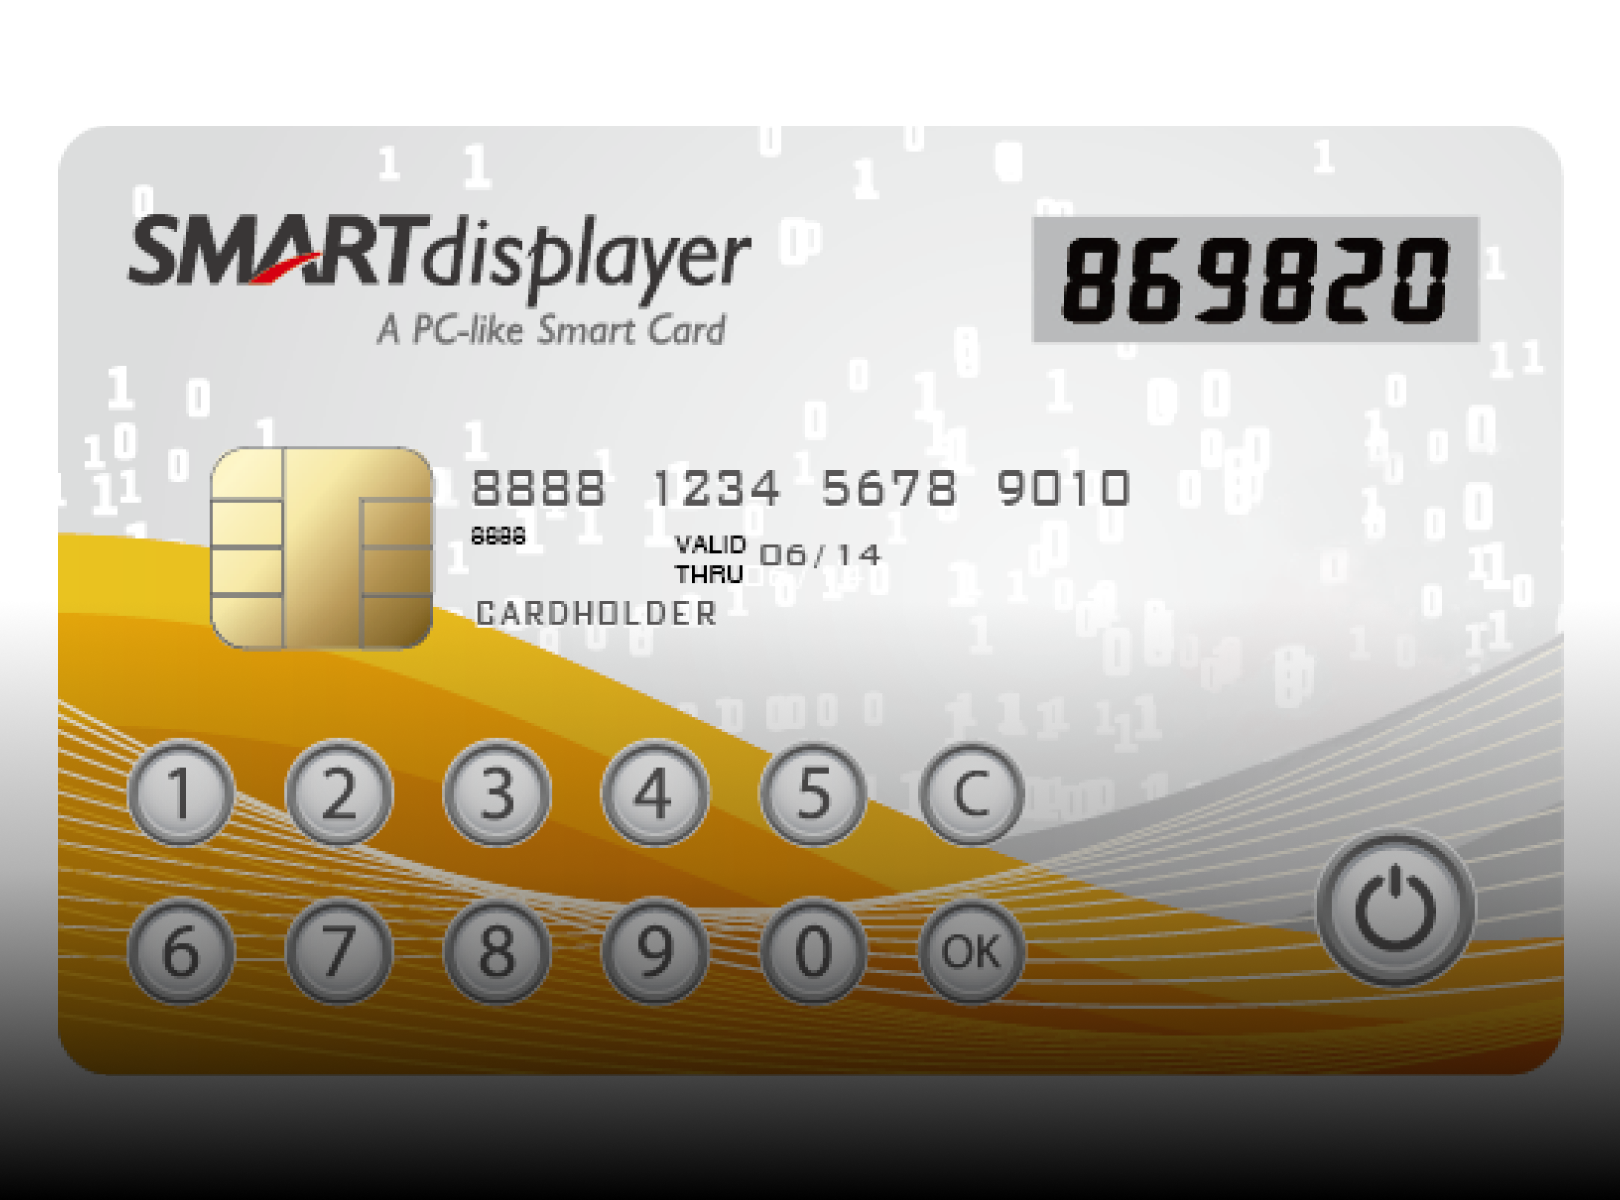 SMARTdisplayer
A PC-like Smart Card
869820
8888 1234 5678 9010
8888
VALID THRU 06/14
CARDHOLDER
1 2 3 4 5 C
6 7 8 9 0 OK